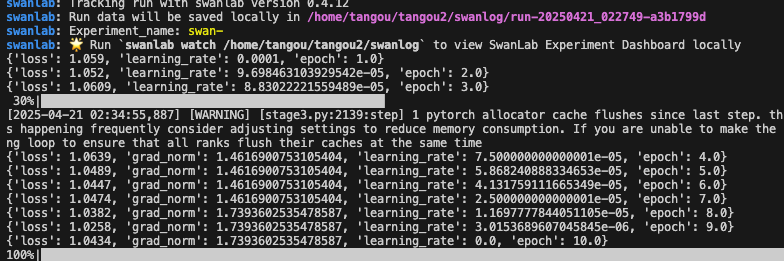 swanlab: Tracking run with swanlab version 0.4.12
swanlab: Run data will be saved locally in /home/tangou/tangou2/swanlog/run-20250421_022749-a3b1799d
swanlab: Experiment_name: swan-
swanlab: 🌟 Run `swanlab watch /home/tangou/tangou2/swanlog` to view SwanLab Experiment Dashboard locally
{'loss': 1.059, 'learning_rate': 0.0001, 'epoch': 1.0}
{'loss': 1.052, 'learning_rate': 9.698463103929542e-05, 'epoch': 2.0}
{'loss': 1.0609, 'learning_rate': 8.83022221559489e-05, 'epoch': 3.0}
30%|
[2025-04-21 02:34:55,887] [WARNING] [stage3.py:2139:step] 1 pytorch allocator cache flushes since last step. th
s happening frequently consider adjusting settings to reduce memory consumption. If you are unable to make the
ng loop to ensure that all ranks flush their caches at the same time
{'loss': 1.0639, 'grad_norm': 1.4616900753105404, 'learning_rate': 7.500000000000001e-05, 'epoch': 4.0}
{'loss': 1.0489, 'grad_norm': 1.4616900753105404, 'learning_rate': 5.868240888334653e-05, 'epoch': 5.0}
{'loss': 1.0447, 'grad_norm': 1.4616900753105404, 'learning_rate': 4.131759111665349e-05, 'epoch': 6.0}
{'loss': 1.0474, 'grad_norm': 1.4616900753105404, 'learning_rate': 2.500000000000001e-05, 'epoch': 7.0}
{'loss': 1.0382, 'grad_norm': 1.7393602535478587, 'learning_rate': 1.1697777844051105e-05, 'epoch': 8.0}
{'loss': 1.0258, 'grad_norm': 1.7393602535478587, 'learning_rate': 3.0153689607045845e-06, 'epoch': 9.0}
{'loss': 1.0434, 'grad_norm': 1.7393602535478587, 'learning_rate': 0.0, 'epoch': 10.0}
100%|